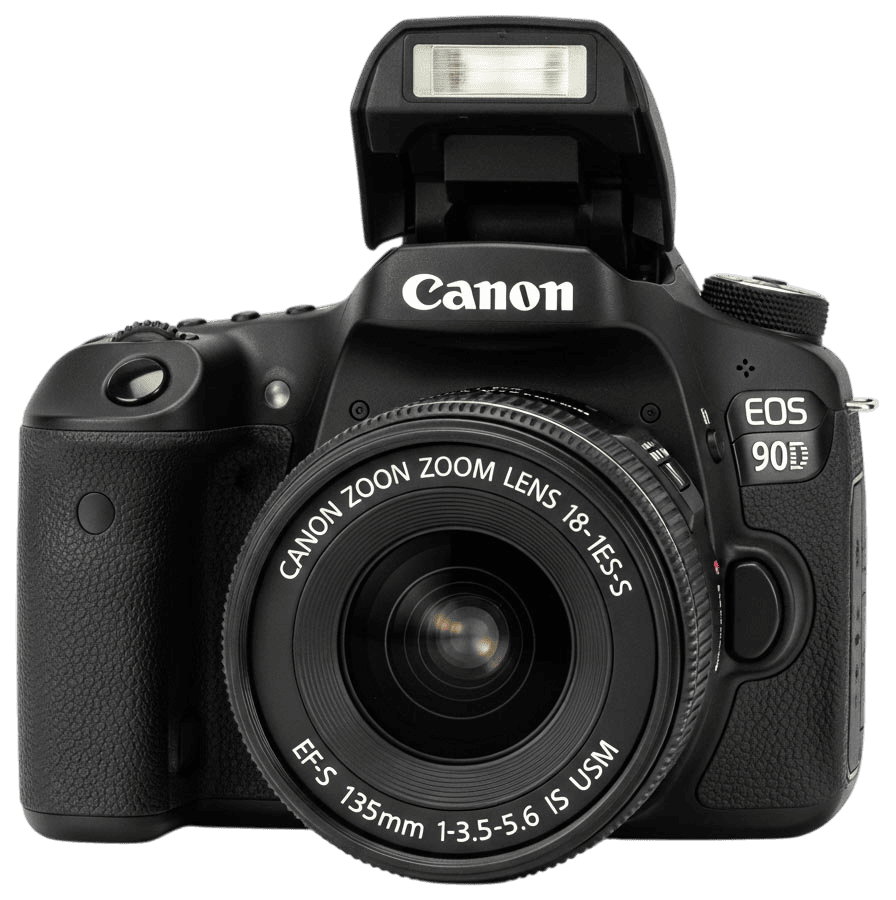 Canon
EOS
90D
CANON ZOON ZOOM LENS 18-1ES-S
EF-S 135mm 1-3.5-5.6 IS USM